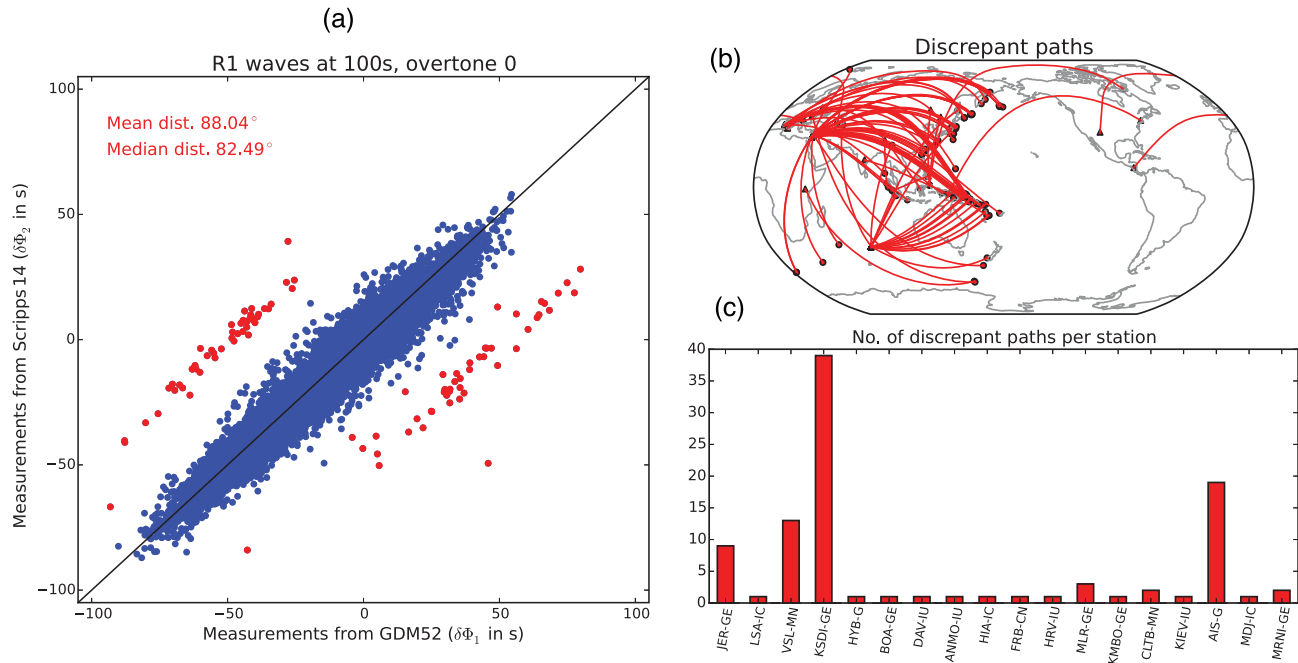 (a)
R1 waves at 100s, overtone 0
Mean dist. 88.04°
Median dist. 82.49°
Measurements from Scripps14 (δΦ2 in s)
100
50
0
−50
−100
−100
−50
0
50
100
Measurements from GDM52 (δΦ1 in s)
(b)
Discrepant paths
(c)
No. of discrepant paths per station
40
35
30
25
20
15
10
5
0
JER-GE
LSA-IC
VSL-MN
KSDI-GE
HYB-G
BOA-GE
DAV-IU
ANMO-IU
HIA-IC
FRB-CN
HRV-IU
MLR-GE
KMBO-GE
CLTB-MN
KIEV-IU
AIS-G
MDJ-IC
MRNI-GE